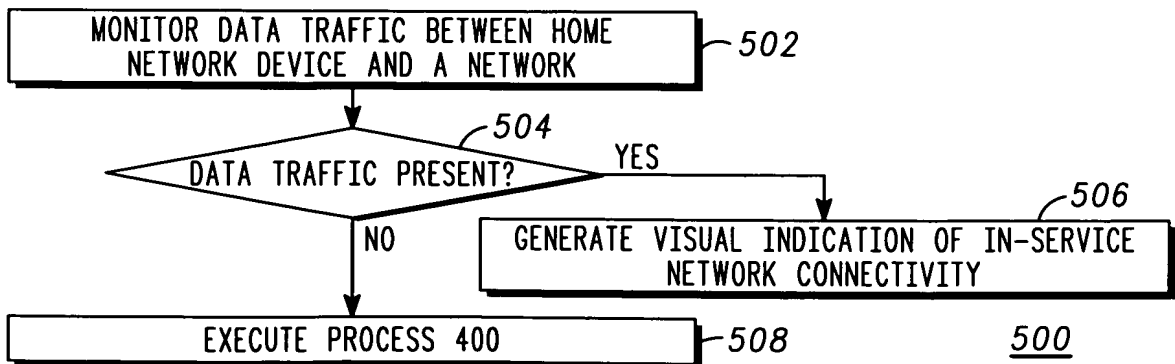 MONITOR DATA TRAFFIC BETWEEN HOME
NETWORK DEVICE AND A NETWORK
502
504
DATA TRAFFIC PRESENT?
YES
NO
506
GENERATE VISUAL INDICATION OF IN-SERVICE
NETWORK CONNECTIVITY
EXECUTE PROCESS 400
508
500